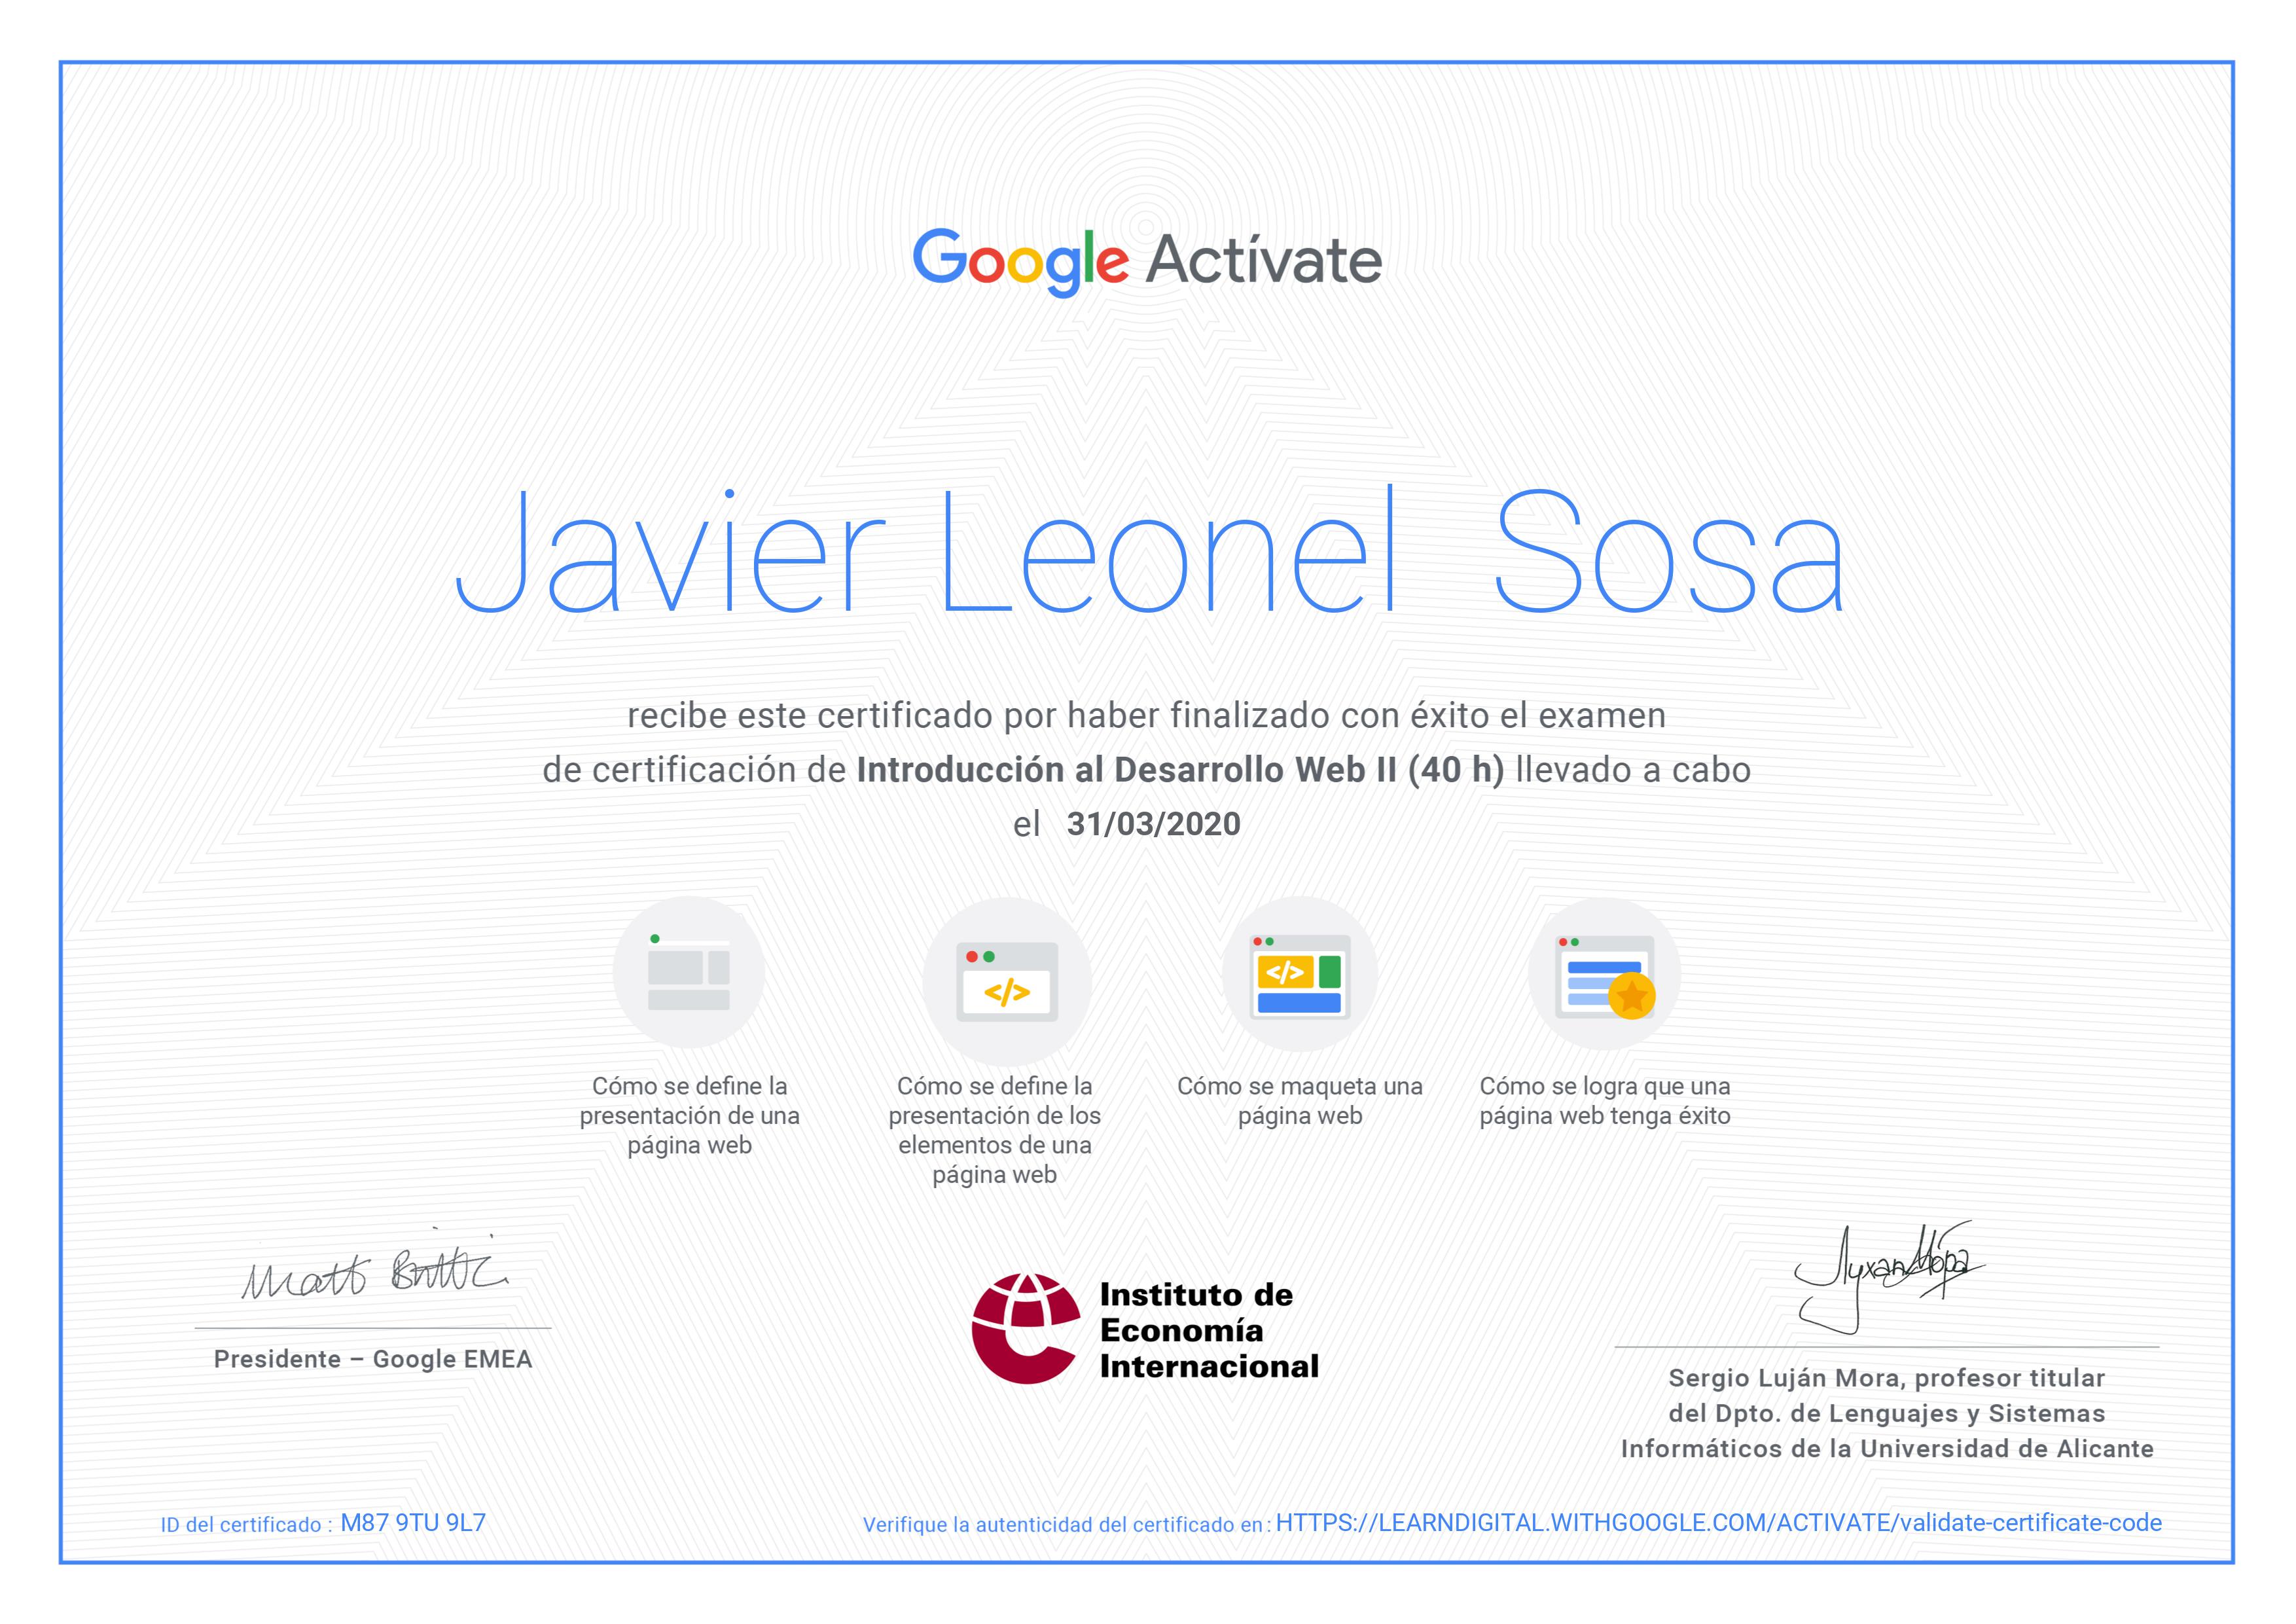 Google Actívate
Javier Leonel Sosa
recibe este certificado por haber finalizado con éxito el examen
de certificación de Introducción al Desarrollo Web II (40 h) llevado a cabo
el 31/03/2020
</>
</>
Cómo se define la
presentación de una
página web
Cómo se define la
presentación de los
elementos de una
página web
Cómo se maqueta una
página web
Cómo se logra que una
página web tenga éxito
Matt
Presidente – Google EMEA
Instituto de
Economía
Internacional
Sergio Luján Mora, profesor titular
del Dpto. de Lenguajes y Sistemas
Informáticos de la Universidad de Alicante
ID del certificado : M87 9TU 9L7
Verifique la autenticidad del certificado en : HTTPS://LEARNDIGITAL.WITHGOOGLE.COM/ACTIVATE/validate-certificate-code